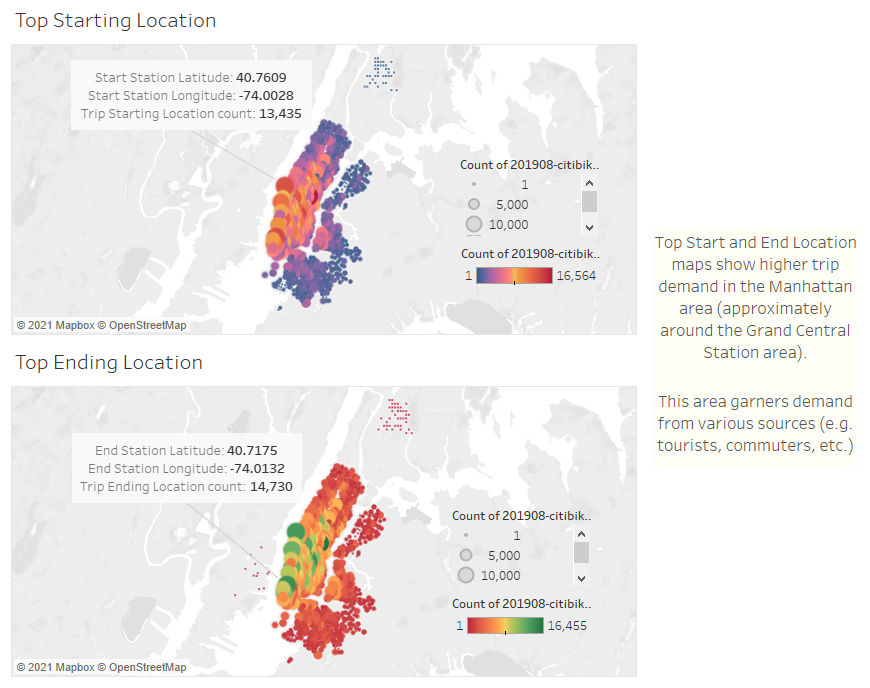 Top Starting Location
Start Station Latitude: 40.7609
Start Station Longitude: -74.0028
Trip Starting Location count: 13,435
Count of 201908-citibik..
1
5,000
10,000
Count of 201908-citibik..
1 16,564
© 2021 Mapbox © OpenStreetMap
Top Ending Location
End Station Latitude: 40.7175
End Station Longitude: -74.0132
Trip Ending Location count: 14,730
Count of 201908-citibik..
1
5,000
10,000
Count of 201908-citibik..
1 16,455
© 2021 Mapbox © OpenStreetMap
Top Start and End Location
maps show higher trip
demand in the Manhattan
area (approximately
around the Grand Central
Station area).
This area garners demand
from various sources (e.g.
tourists, commuters, etc.)